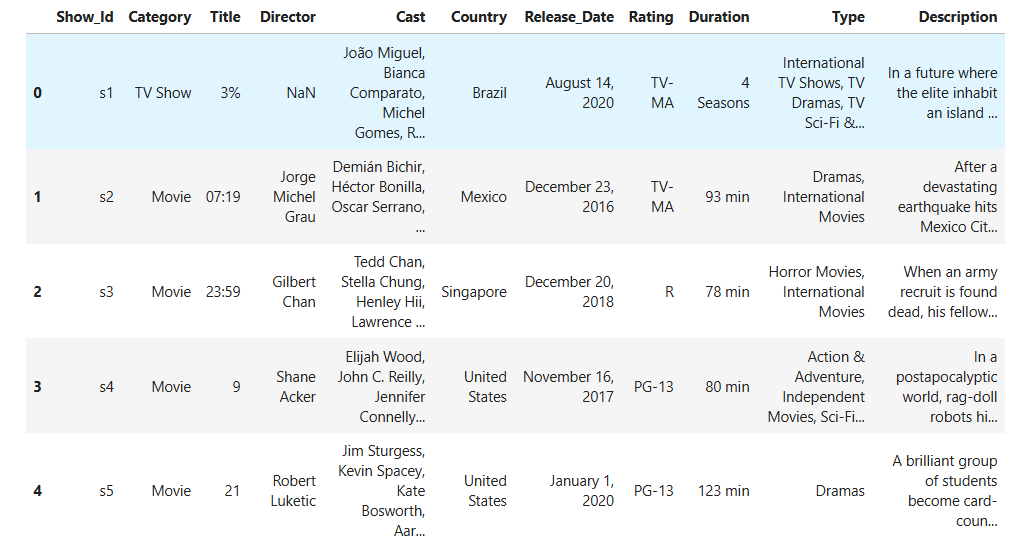 Show_Id Category Title Director Cast Country Release_Date Rating Duration Type Description
0 s1 TV Show 3% NaN João Miguel, Bianca Comparato, Michel Gomes, R... Brazil August 14, 2020 TV-MA 4 Seasons International TV Shows, TV Dramas, TV Sci-Fi &... In a future where the elite inhabit an island ...
1 s2 Movie 07:19 Jorge Michel Grau Demián Bichir, Héctor Bonilla, Oscar Serrano, ... Mexico December 23, 2016 TV-MA 93 min Dramas, International Movies After a devastating earthquake hits Mexico Cit...
2 s3 Movie 23:59 Gilbert Chan Tedd Chan, Stella Chung, Henley Hii, Lawrence ... Singapore December 20, 2018 R 78 min Horror Movies, International Movies When an army recruit is found dead, his fellow...
3 s4 Movie 9 Shane Acker Elijah Wood, John C. Reilly, Jennifer Connelly... United States November 16, 2017 PG-13 80 min Action & Adventure, Independent Movies, Sci-Fi... In a postapocalyptic world, rag-doll robots hi...
4 s5 Movie 21 Robert Luketic Jim Sturgess, Kevin Spacey, Kate Bosworth, Aar... United States January 1, 2020 PG-13 123 min Dramas A brilliant group of students become card-coun...